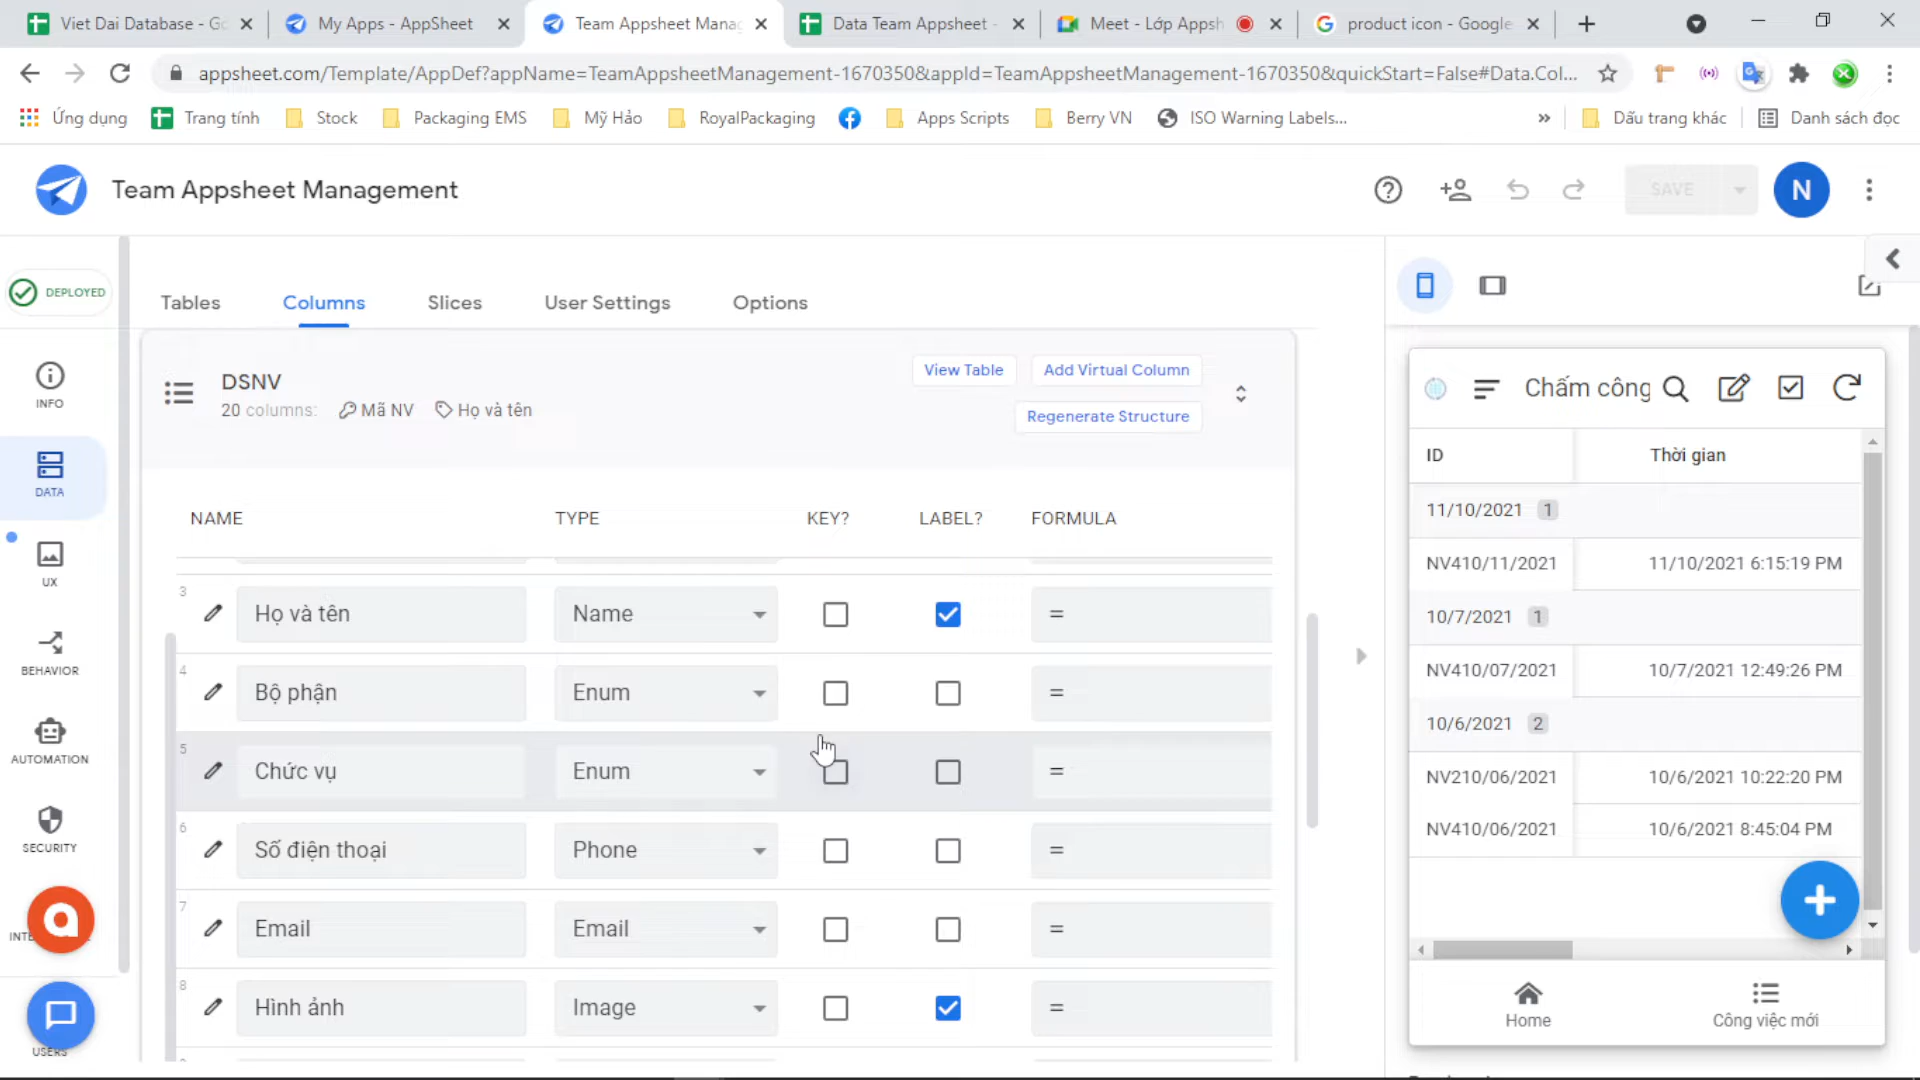 Viet Dai Database - Go
My Apps - AppSheet
Team Appsheet Manag
Data Team Appsheet -
Meet - Lớp Appsh
product icon - Google
appsheet.com/Template/AppDef?appName=TeamAppsheetManagement-1670350&appId=TeamAppsheetManagement-1670350&quickStart=False#Data.Col...
Ứng dụng
Trang tính
Stock
Packaging EMS
Mỹ Hảo
RoyalPackaging
Apps Scripts
Berry VN
ISO Warning Labels...
»
Dấu trang khác
Danh sách đọc
Team Appsheet Management
SAVE
N
DEPLOYED
INFO
DATA
UX
BEHAVIOR
AUTOMATION
SECURITY
INTE
USERS
Tables
Columns
Slices
User Settings
Options
DSNV
20 columns: Mã NV Họ và tên
View Table
Add Virtual Column
Regenerate Structure
NAME TYPE KEY? LABEL? FORMULA
3 Họ và tên Name =
4 Bộ phận Enum =
5 Chức vụ Enum =
6 Số điện thoại Phone =
7 Email Email =
8 Hình ảnh Image =
Chấm công
ID Thời gian
11/10/2021 1
NV410/11/2021 11/10/2021 6:15:19 PM
10/7/2021 1
NV410/07/2021 10/7/2021 12:49:26 PM
10/6/2021 2
NV210/06/2021 10/6/2021 10:22:20 PM
NV410/06/2021 10/6/2021 8:45:04 PM
Home
Công việc mới